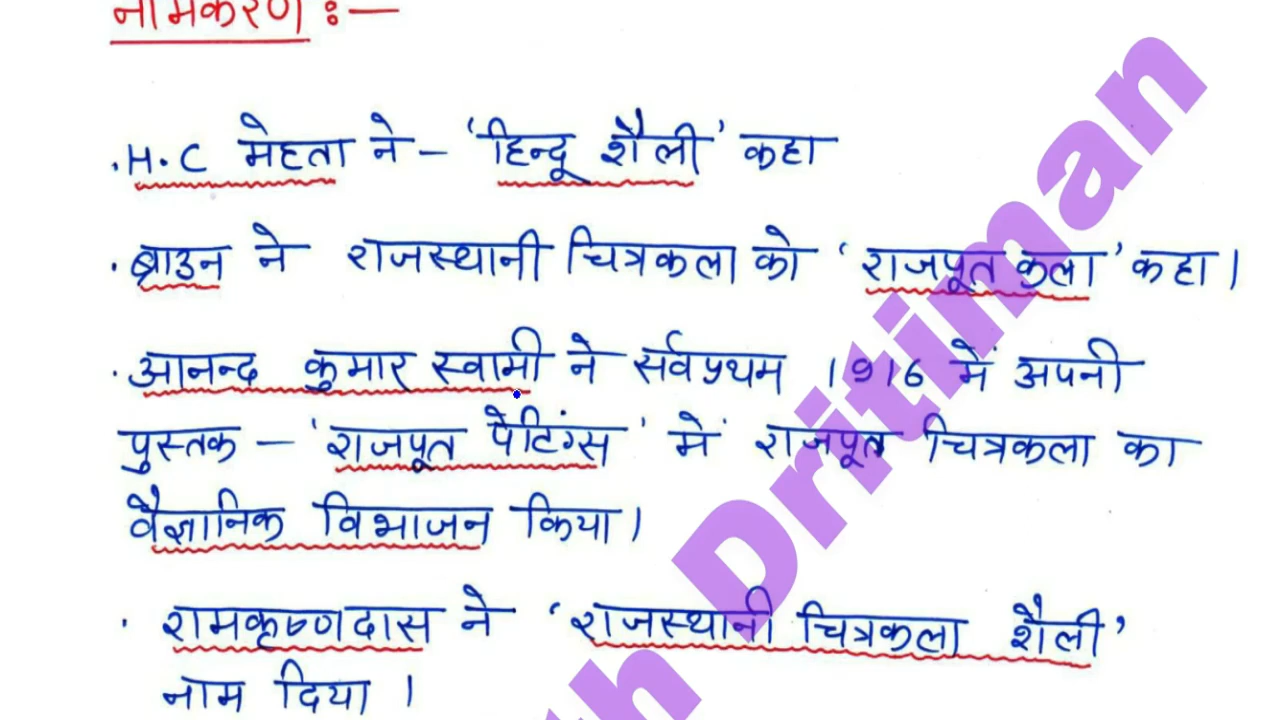 नामकरण :—
. H.C मेहता ने – 'हिन्दू शैली' कहा
. ब्राउन ने राजस्थानी चित्रकला को 'राजपूत कला' कहा।
. आनन्द कुमार स्वामी ने सर्वप्रथम 1916 में अपनी
पुस्तक – 'राजपूत पेंटिंग्स' में राजपूत चित्रकला का
वैज्ञानिक विभाजन किया।
. रामकृष्णदास ने 'राजस्थानी चित्रकला शैली'
नाम दिया।
Dritiman